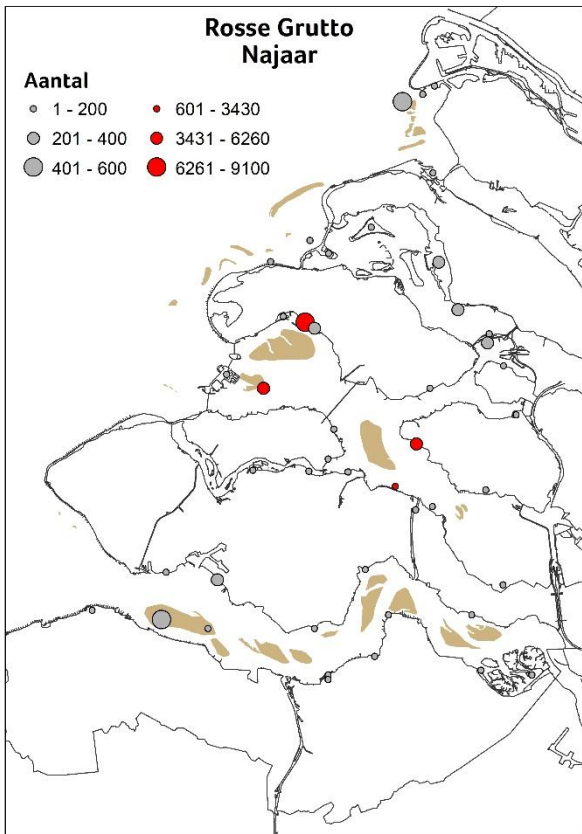 Rosse Grutto
Najaar
Aantal
1 - 200
601 - 3430
201 - 400
3431 - 6260
401 - 600
6261 - 9100